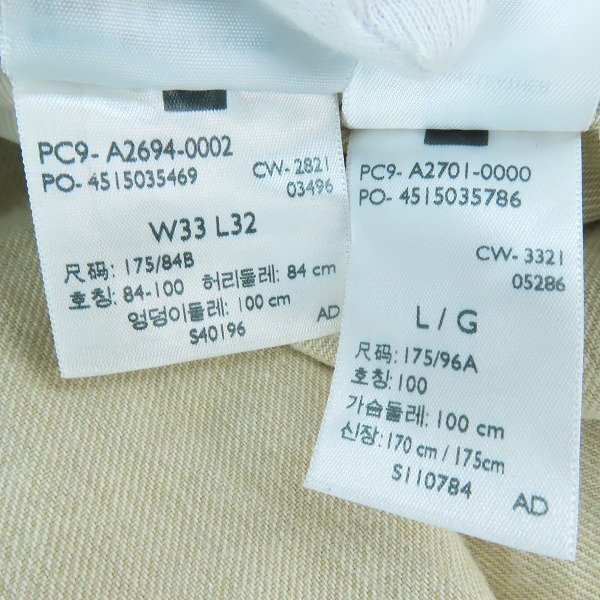 PC9- A2694-0002
PO- 4515035469 CW- 2821
03496
W33 L32
尺码: 175/84B
호칭: 84-100 허리둘레: 84 cm
엉덩이둘레: 100 cm
S40196 AD
PC9- A2701-0000
PO- 4515035786
CW- 3321
05286
L / G
尺码: 175/96A
호칭: 100
가슴둘레: 100 cm
신장: 170 cm / 175cm
S110784 AD